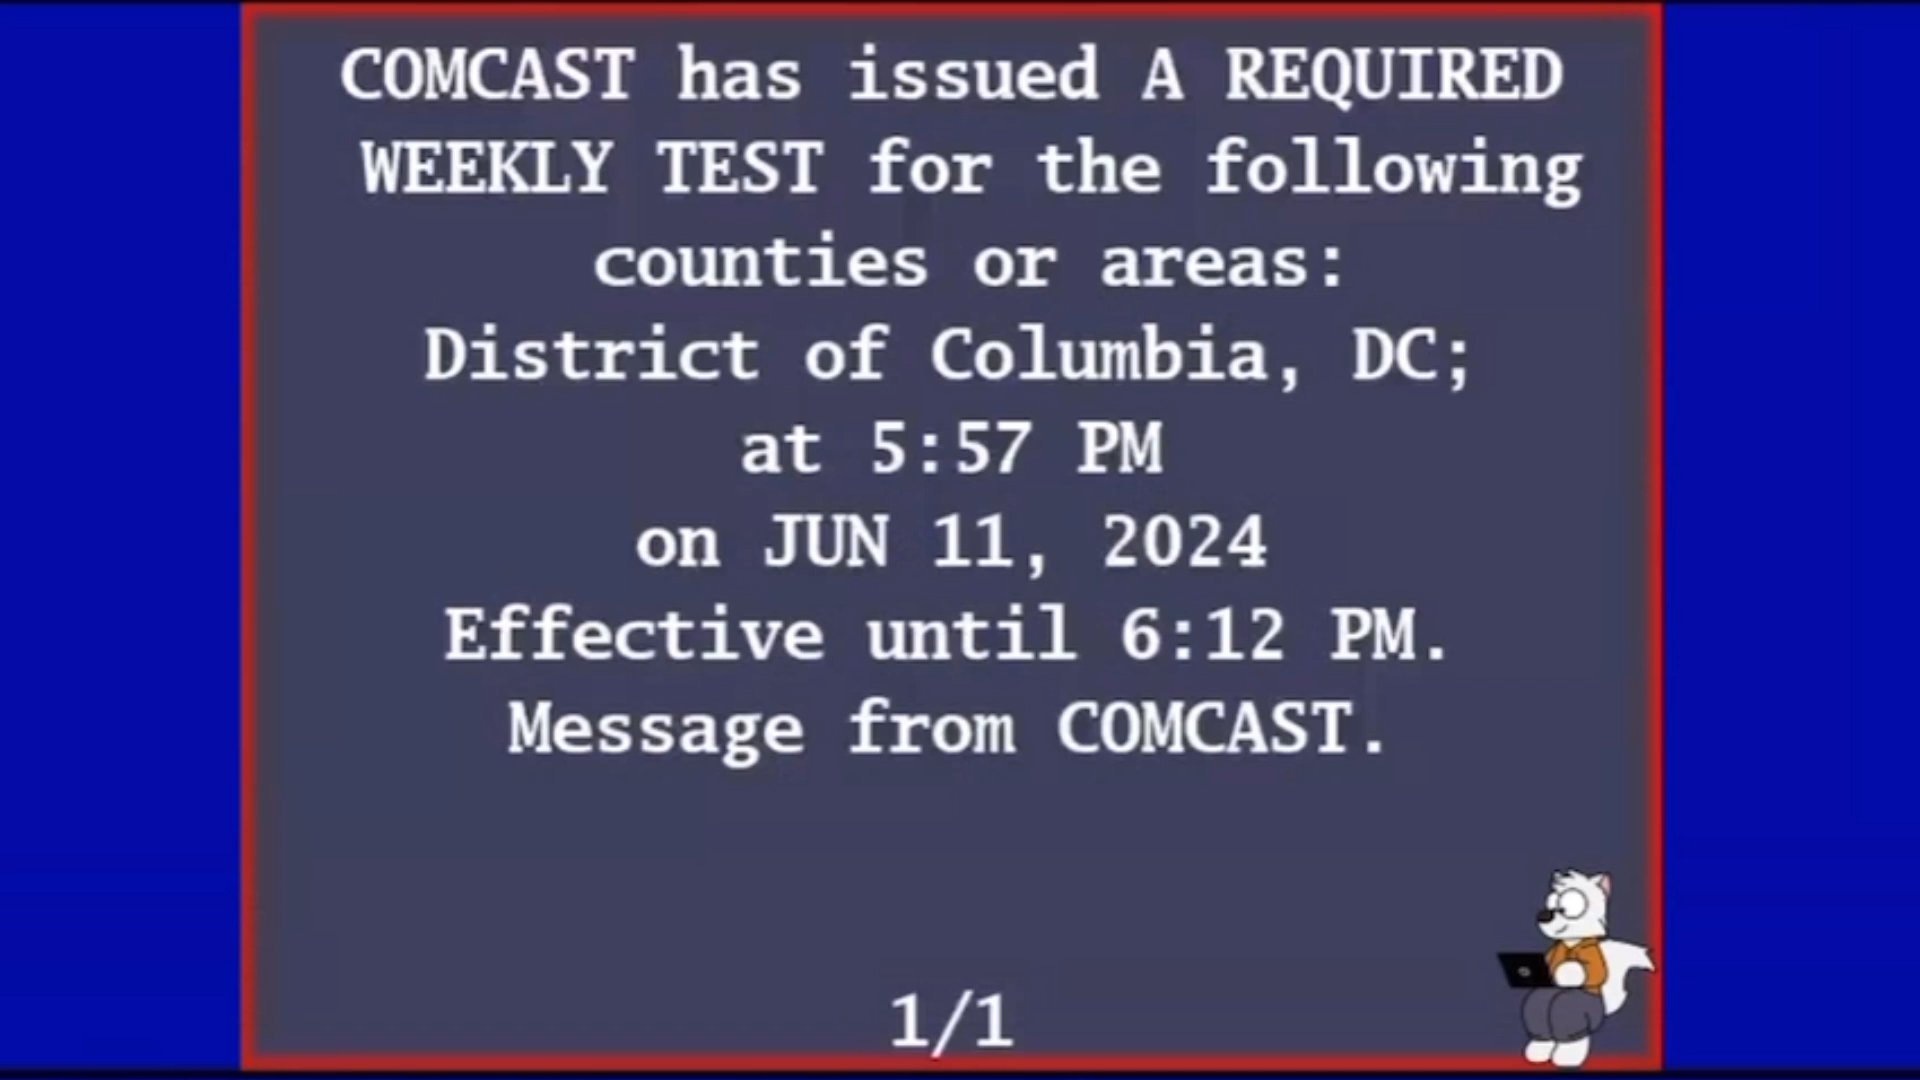 COMCAST has issued A REQUIRED
WEEKLY TEST for the following
counties or areas:
District of Columbia, DC;
at 5:57 PM
on JUN 11, 2024
Effective until 6:12 PM.
Message from COMCAST.
1/1